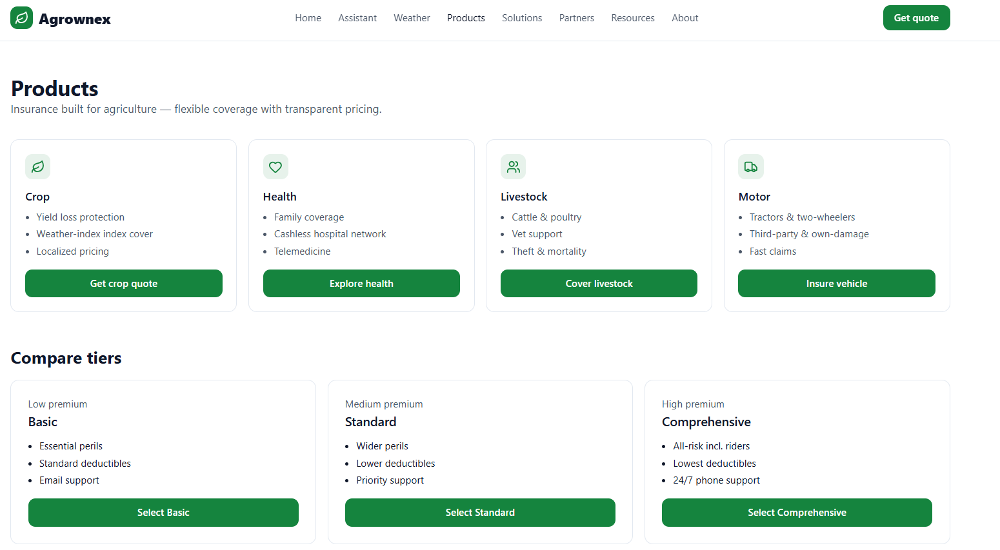 Agrownex
Home Assistant Weather Products Solutions Partners Resources About
Get quote
Products
Insurance built for agriculture — flexible coverage with transparent pricing.
Crop
• Yield loss protection
• Weather-index index cover
• Localized pricing
Get crop quote
Health
• Family coverage
• Cashless hospital network
• Telemedicine
Explore health
Livestock
• Cattle & poultry
• Vet support
• Theft & mortality
Cover livestock
Motor
• Tractors & two-wheelers
• Third-party & own-damage
• Fast claims
Insure vehicle
Compare tiers
Low premium
Basic
• Essential perils
• Standard deductibles
• Email support
Select Basic
Medium premium
Standard
• Wider perils
• Lower deductibles
• Priority support
Select Standard
High premium
Comprehensive
• All-risk incl. riders
• Lowest deductibles
• 24/7 phone support
Select Comprehensive